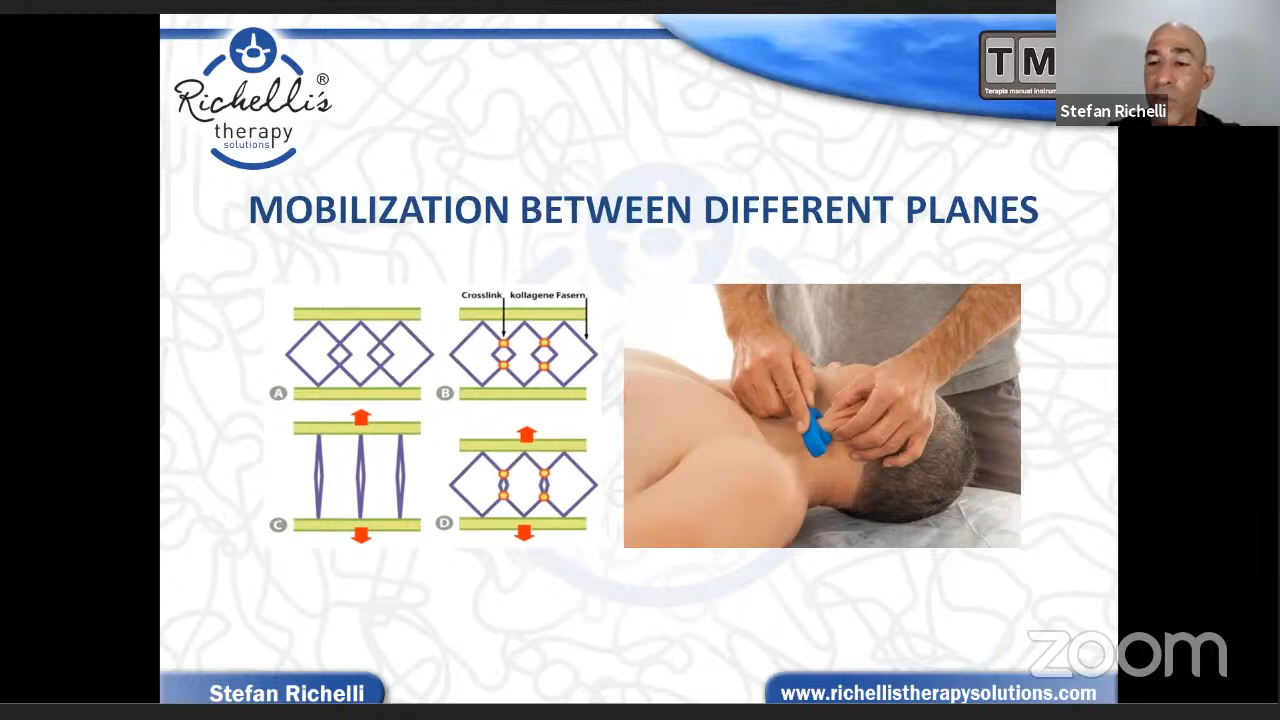 Richelli's®
therapy
solutions
TM
Terapia manual instrum
Stefan Richelli
MOBILIZATION BETWEEN DIFFERENT PLANES
Crosslink kollagene Fasern
A
B
C
D
zoom
Stefan Richelli
www.richellistherapysolutions.com